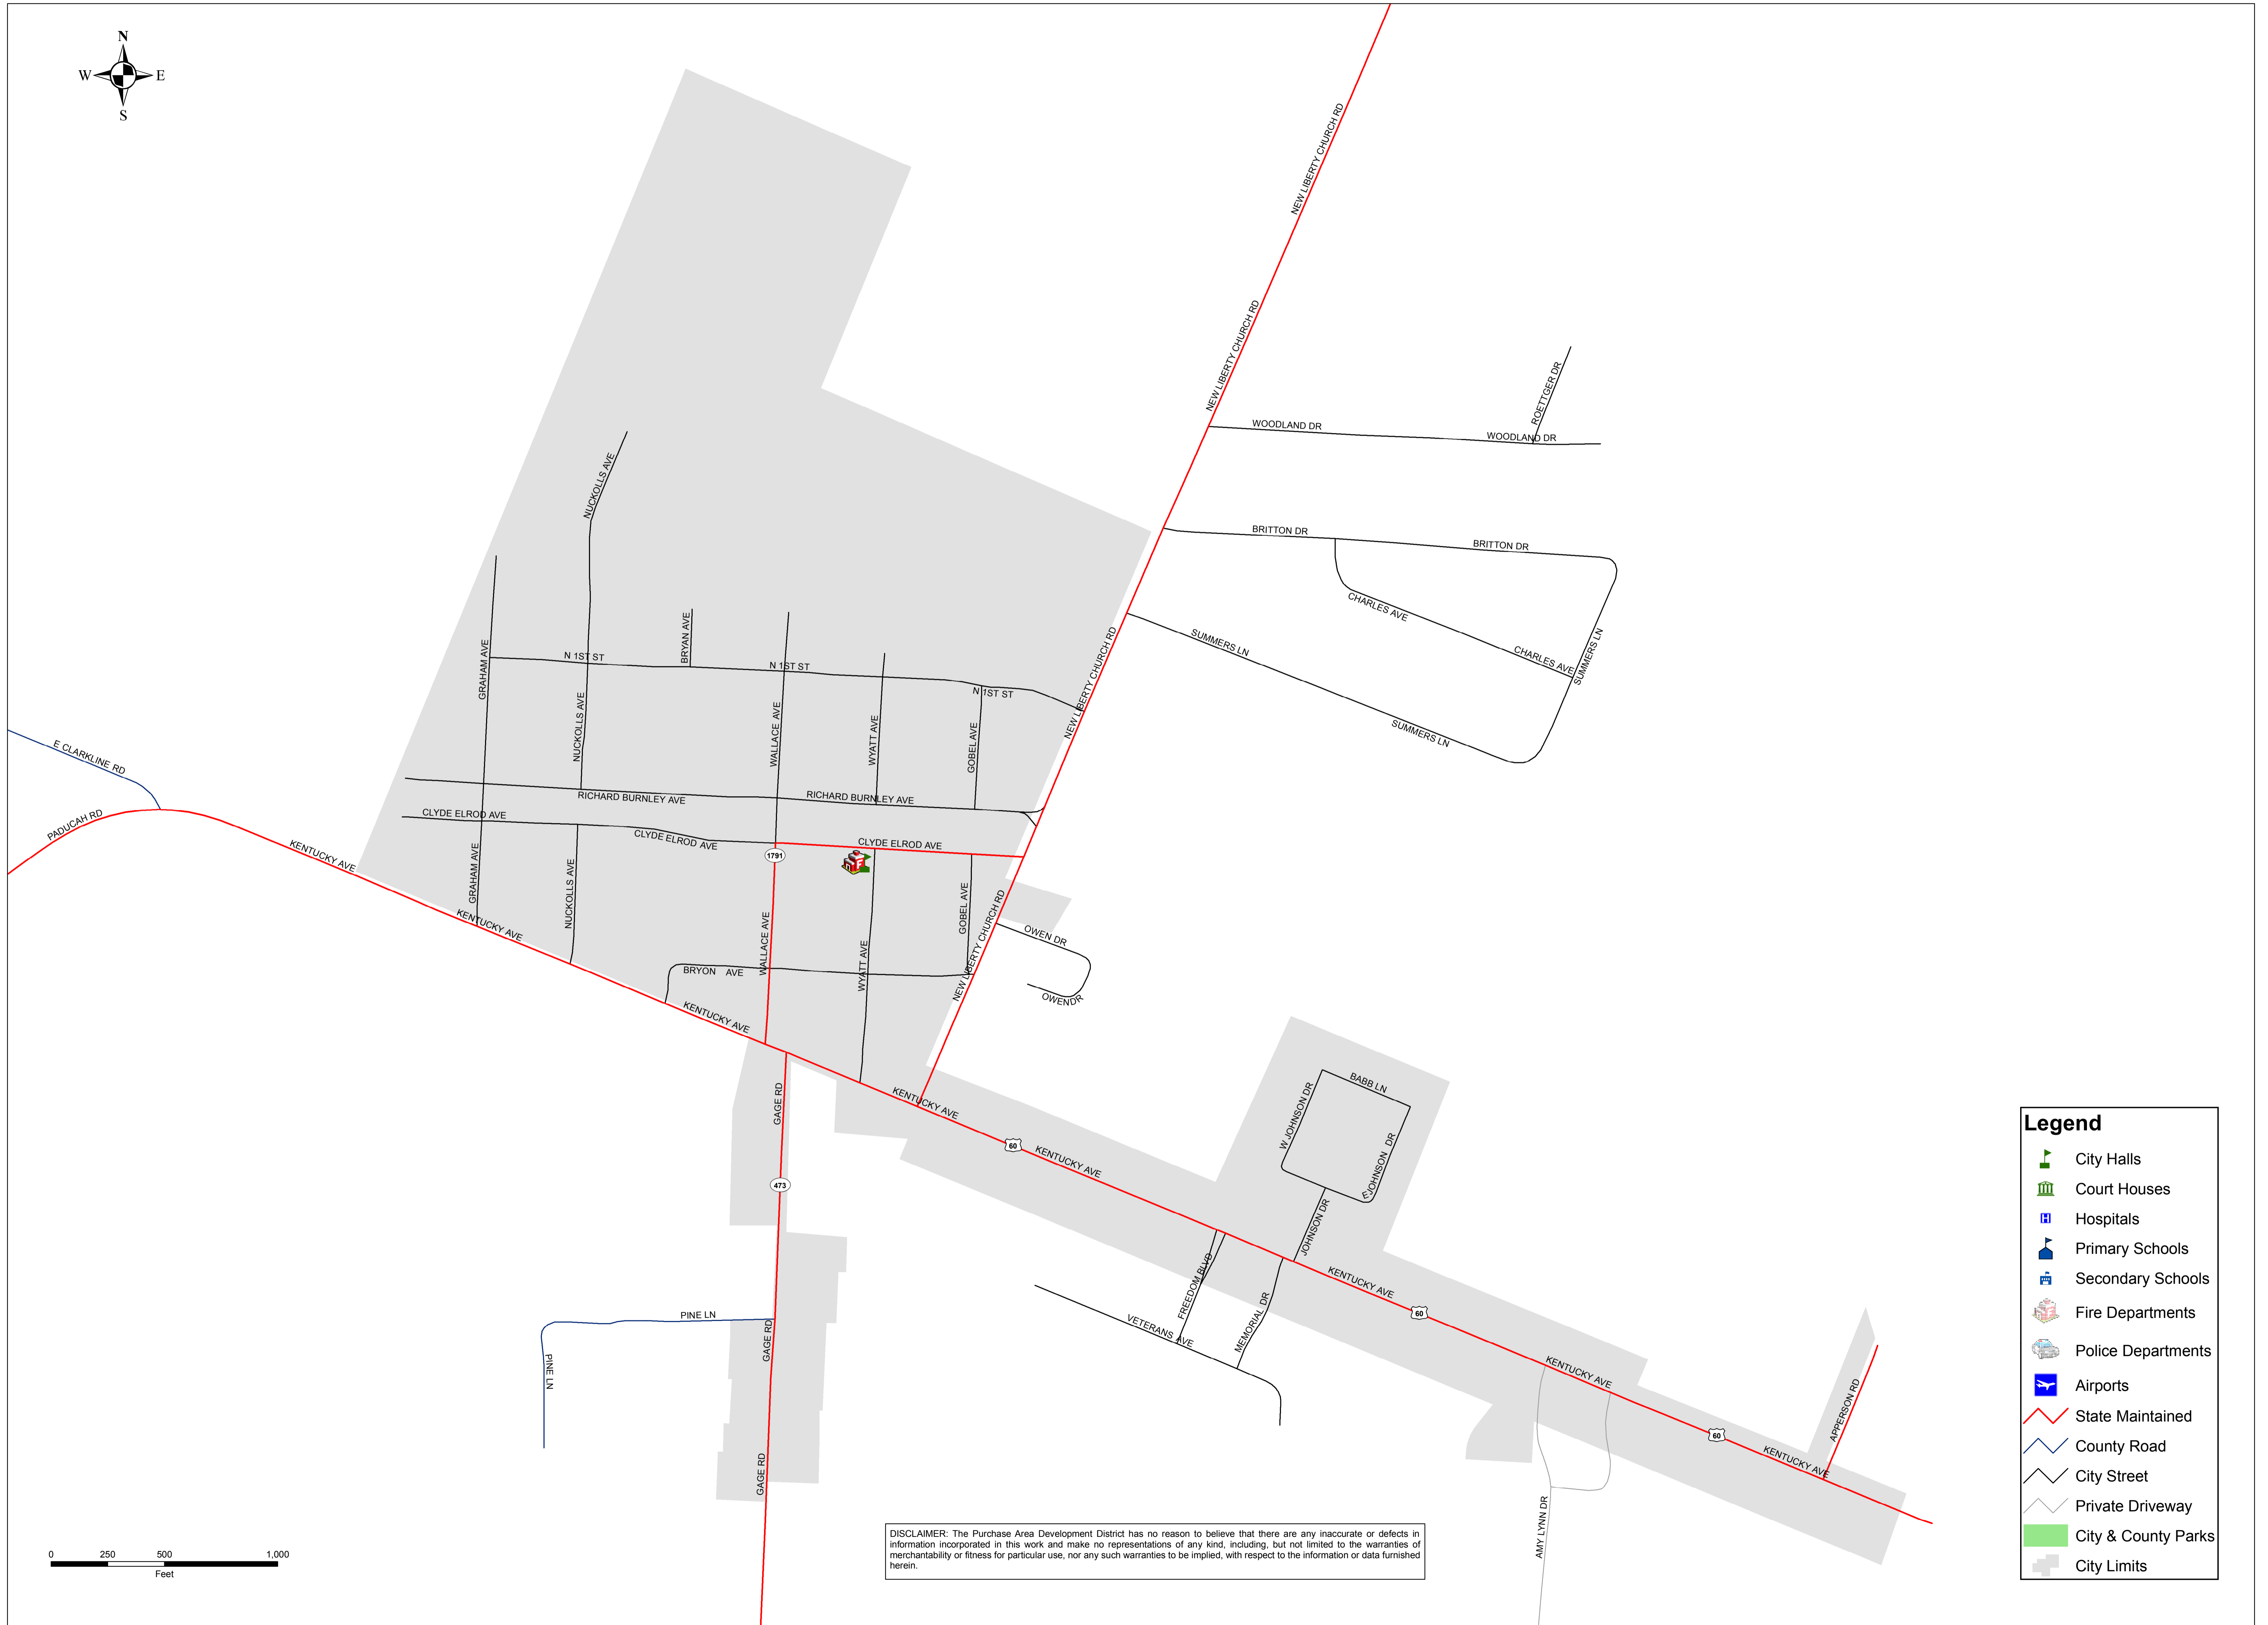 N
W E
S
NEW LIBERTY CHURCH RD
NEW LIBERTY CHURCH RD
ROETTGER DR
WOODLAND DR
WOODLAND DR
NUCKOLLS AVE
BRITTON DR
BRITTON DR
CHARLES AVE
CHARLES AVE
SUMMERS LN
SUMMERS LN
SUMMERS LN
NEW LIBERTY CHURCH RD
GRAHAM AVE
N 1ST ST
BRYAN AVE
N 1ST ST
N 1ST ST
NUCKOLLS AVE
WALLACE AVE
WYATT AVE
GOBEL AVE
E CLARKLINE RD
PADUCAH RD
RICHARD BURNLEY AVE
RICHARD BURNLEY AVE
CLYDE ELROD AVE
CLYDE ELROD AVE
CLYDE ELROD AVE
1791
F
KENTUCKY AVE
GRAHAM AVE
NUCKOLLS AVE
WALLACE AVE
WYATT AVE
GOBEL AVE
NEW LIBERTY CHURCH RD
KENTUCKY AVE
OWEN DR
OWENDR
BRYON AVE
KENTUCKY AVE
GAGE RD
KENTUCKY AVE
60
KENTUCKY AVE
473
BABB LN
W JOHNSON DR
E JOHNSON DR
JOHNSON DR
FREEDOM BLVD
MEMORIAL DR
VETERANS AVE
KENTUCKY AVE
60
PINE LN
PINE LN
GAGE RD
GAGE RD
KENTUCKY AVE
60
KENTUCKY AVE
APPERSON RD
AMY LYNN DR
Legend
City Halls
Court Houses
H Hospitals
Primary Schools
Secondary Schools
Fire Departments
Police Departments
Airports
State Maintained
County Road
City Street
Private Driveway
City & County Parks
City Limits
0 250 500 1,000
Feet
DISCLAIMER: The Purchase Area Development District has no reason to believe that there are any inaccurate or defects in
information incorporated in this work and make no representations of any kind, including, but not limited to the warranties of
merchantability or fitness for particular use, nor any such warranties to be implied, with respect to the information or data furnished
herein.